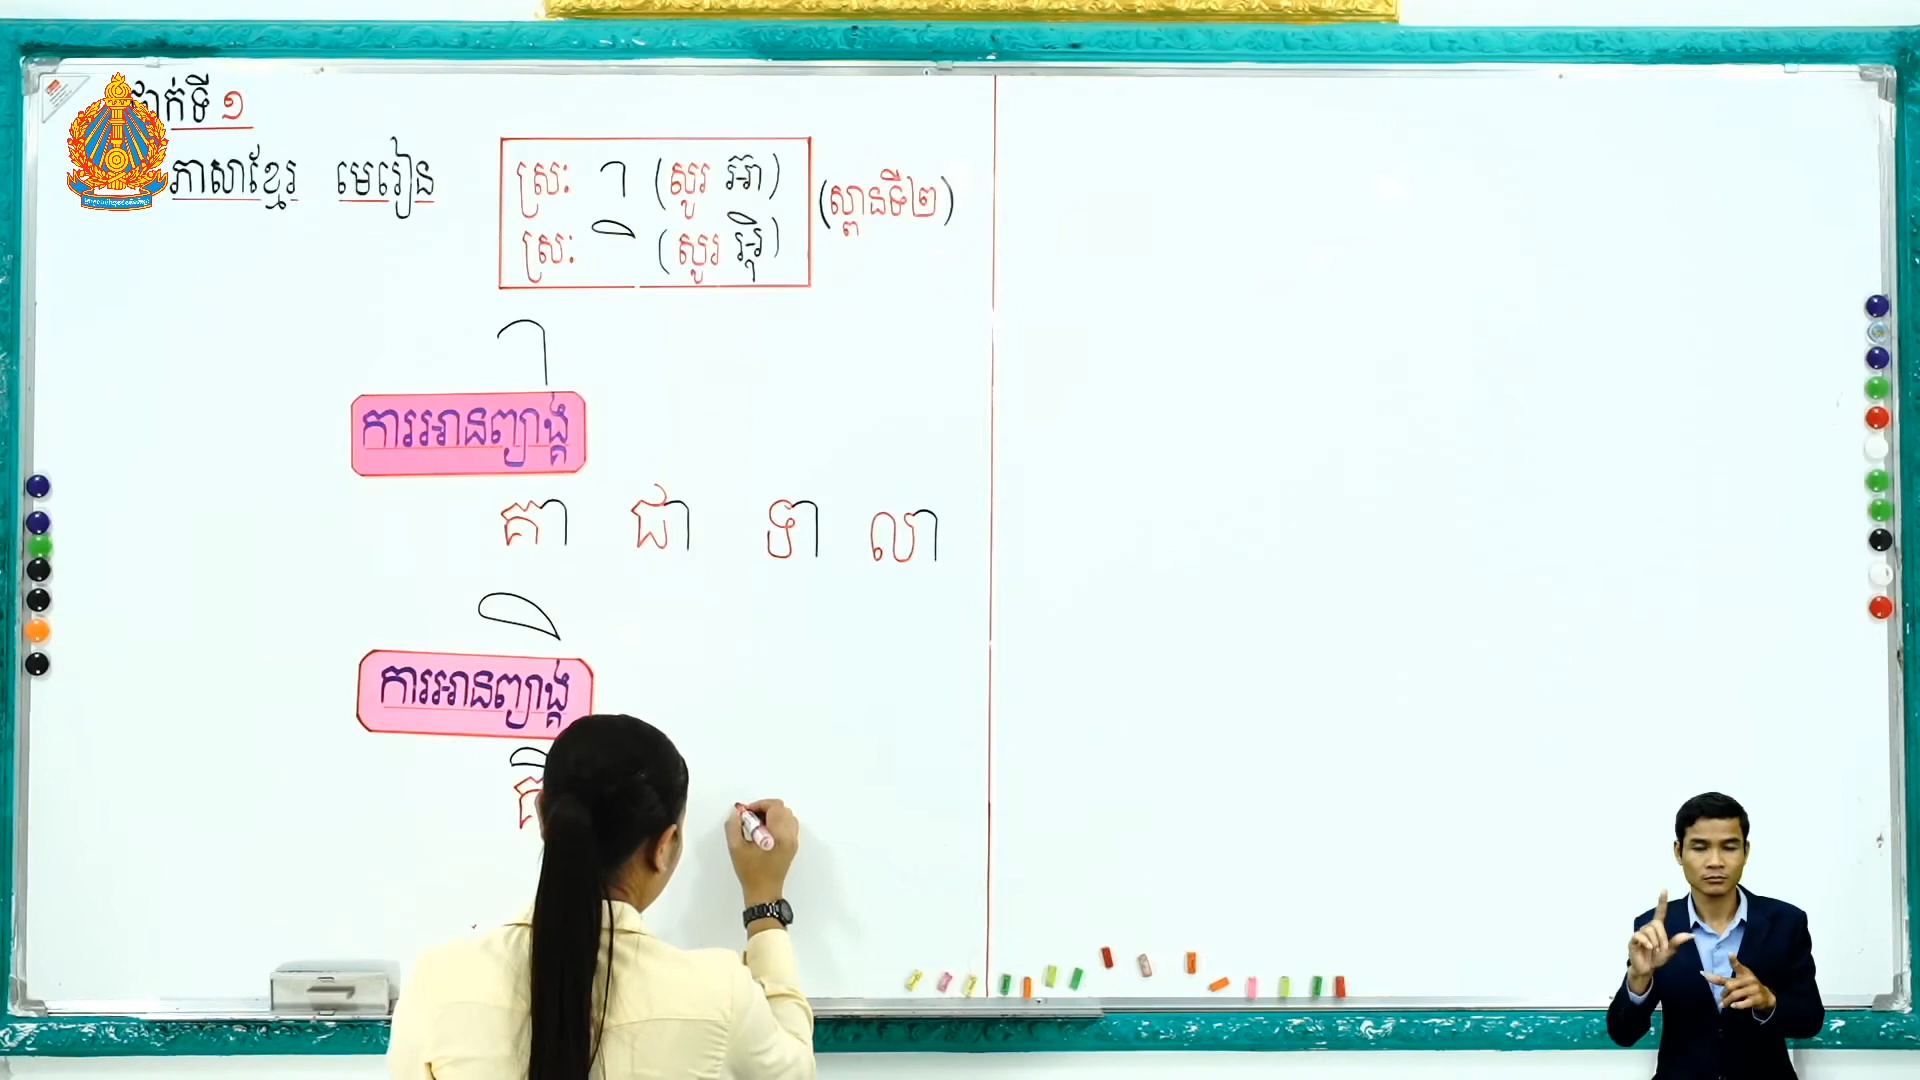 ថ្នាក់ទី ១
ភាសាខ្មែរ មេរៀន
ស្រៈ ា (សូរ អ៊ា)
ស្រៈ ិ (សូរ អ៊ិ)
(ស្ពានទី២)
ា
ការអានព្យាង្គ
គា ជា ទា លា
ិ
ការអានព្យាង្គ
គិ